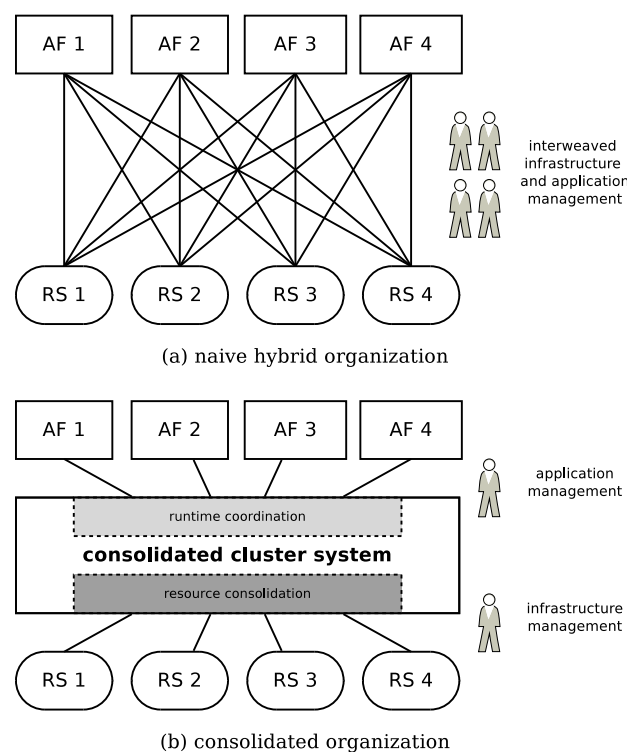 AF 1 AF 2 AF 3 AF 4
interweaved
infrastructure
and application
management
RS 1 RS 2 RS 3 RS 4
(a) naive hybrid organization
AF 1 AF 2 AF 3 AF 4
application
management
runtime coordination
consolidated cluster system
resource consolidation
infrastructure
management
RS 1 RS 2 RS 3 RS 4
(b) consolidated organization